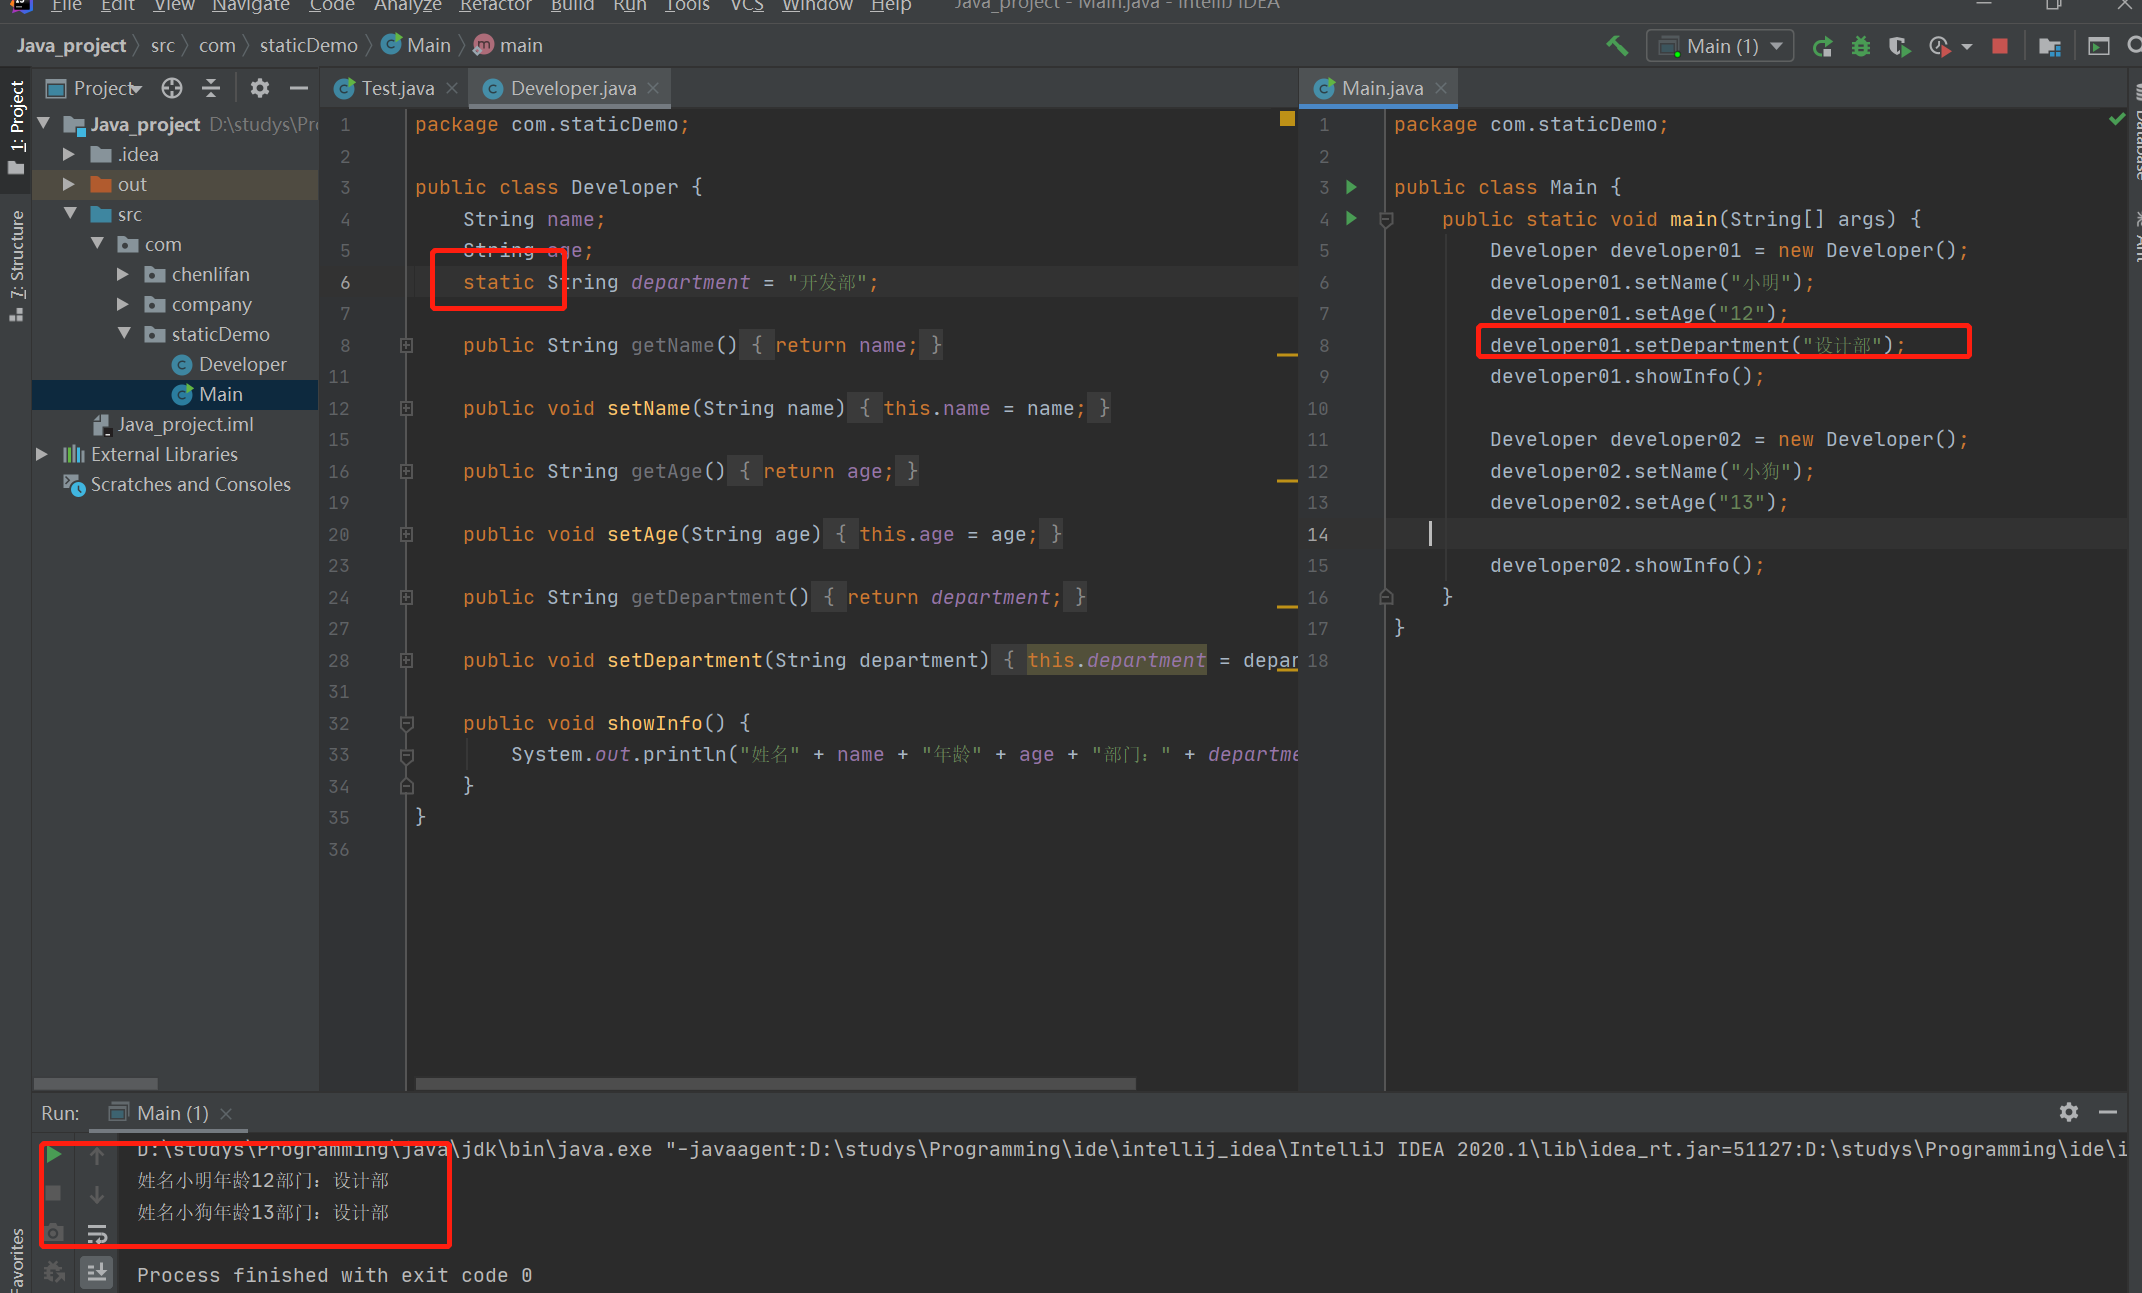 File Edit View Navigate Code Analyze Refactor Build Run Tools VCS Window Help Java_project - Main.java - IntelliJ IDEA
Java_project src com staticDemo Main main
Main (1)
1: Project
7: Structure
Favorites
Project
Java_project D:\studys\Pr
.idea
out
src
com
chenlifan
company
staticDemo
Developer
Main
Java_project.iml
External Libraries
Scratches and Consoles
Test.java Developer.java
1 package com.staticDemo;
2
3 public class Developer {
4 String name;
5 String age;
6 static String department = "开发部";
7
8 public String getName() { return name; }
11
12 public void setName(String name) { this.name = name; }
15
16 public String getAge() { return age; }
19
20 public void setAge(String age) { this.age = age; }
23
24 public String getDepartment() { return department; }
27
28 public void setDepartment(String department) { this.department = depar
31
32 public void showInfo() {
33 System.out.println("姓名" + name + "年龄" + age + "部门：" + departme
34 }
35 }
36
Main.java
1 package com.staticDemo;
2
3 public class Main {
4 public static void main(String[] args) {
5 Developer developer01 = new Developer();
6 developer01.setName("小明");
7 developer01.setAge("12");
8 developer01.setDepartment("设计部");
9 developer01.showInfo();
10
11 Developer developer02 = new Developer();
12 developer02.setName("小狗");
13 developer02.setAge("13");
14
15 developer02.showInfo();
16 }
17 }
18
Database
Ant
Run: Main (1)
D:\studys\Programming\java\jdk\bin\java.exe "-javaagent:D:\studys\Programming\ide\intellij_idea\IntelliJ IDEA 2020.1\lib\idea_rt.jar=51127:D:\studys\Programming\ide\i
姓名小明年龄12部门：设计部
姓名小狗年龄13部门：设计部
Process finished with exit code 0